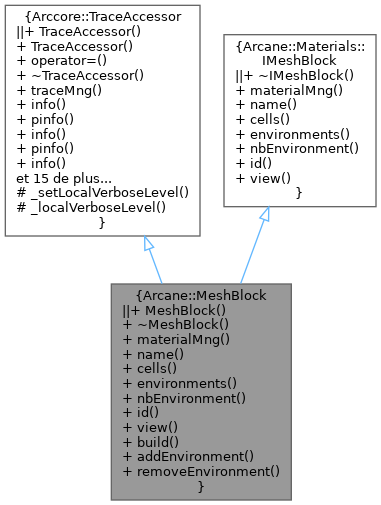 {Arccore::TraceAccessor
||+ TraceAccessor()
+ TraceAccessor()
+ operator=()
+ ~TraceAccessor()
+ traceMng()
+ info()
+ pinfo()
+ info()
+ pinfo()
+ info()
et 15 de plus...
# _setLocalVerboseLevel()
# _localVerboseLevel()
}
{Arcane::Materials::
IMeshBlock
||+ ~IMeshBlock()
+ materialMng()
+ name()
+ cells()
+ environments()
+ nbEnvironment()
+ id()
+ view()
}
{Arcane::MeshBlock
||+ MeshBlock()
+ ~MeshBlock()
+ materialMng()
+ name()
+ cells()
+ environments()
+ nbEnvironment()
+ id()
+ view()
+ build()
+ addEnvironment()
+ removeEnvironment()
}